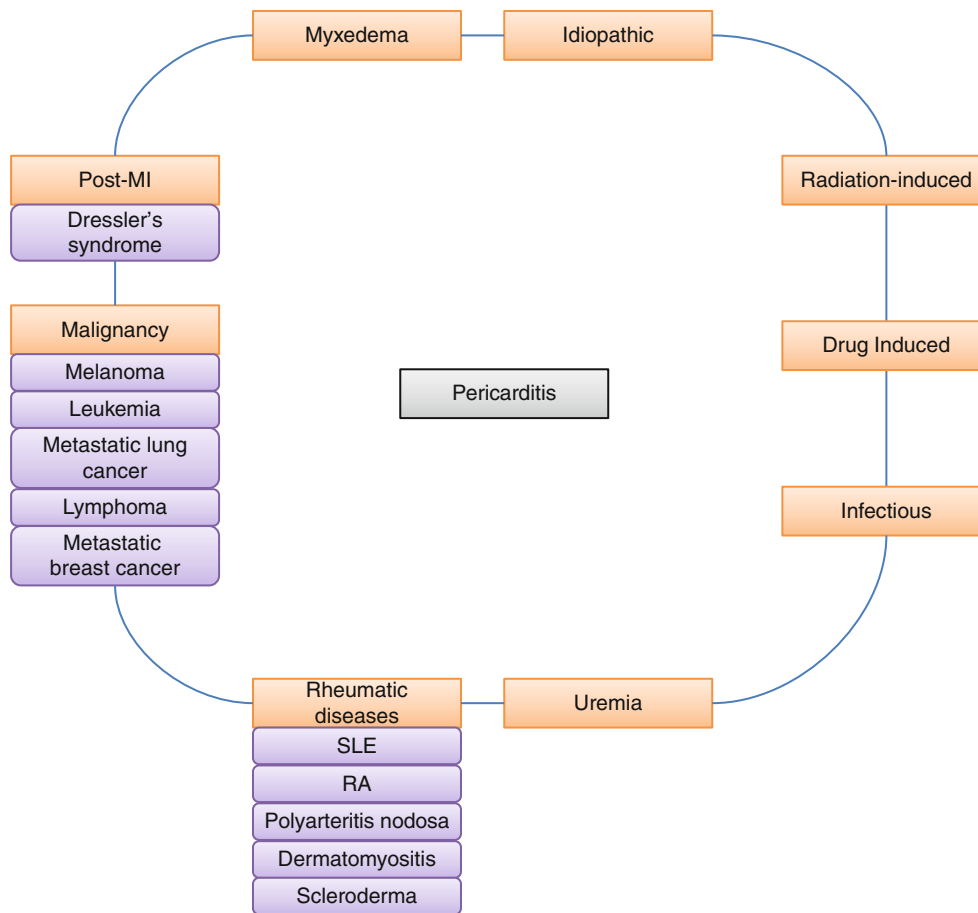 Myxedema
Idiopathic
Post-MI
Dressler's
syndrome
Radiation-induced
Malignancy
Melanoma
Leukemia
Metastatic lung
cancer
Lymphoma
Metastatic
breast cancer
Drug Induced
Pericarditis
Infectious
Rheumatic
diseases
SLE
RA
Polyarteritis nodosa
Dermatomyositis
Scleroderma
Uremia